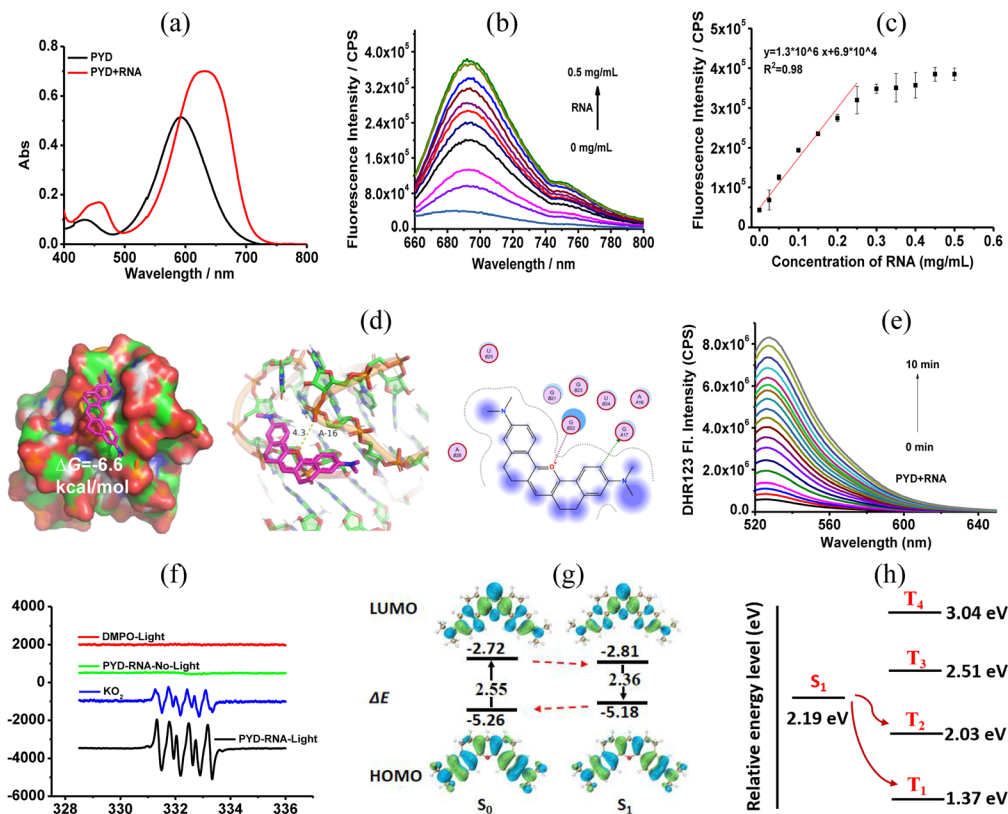 (a)
PYD
PYD+RNA
Abs
0.8
0.6
0.4
0.2
0.0
400 500 600 700 800
Wavelength / nm
(b)
Fluorescence Intensity / CPS
4.0x10^5
3.2x10^5
2.4x10^5
1.6x10^5
8.0x10^4
0.0
0.5 mg/mL
RNA
0 mg/mL
660 680 700 720 740 760 780 800
Wavelength / nm
(c)
y=1.3*10^6 x+6.9*10^4
R^2=0.98
Fluorescence Intensity / CPS
5x10^5
4x10^5
3x10^5
2x10^5
1x10^5
0
0.0 0.1 0.2 0.3 0.4 0.5 0.6
Concentration of RNA (mg/mL)
(d)
ΔG=-6.6
kcal/mol
4.3
A-16
U
B25
G
B21
G
B23
U
B24
A
A16
G
B22
G
A17
A
B26
N
O
N
(e)
DHR123 Fl. Intensity (CPS)
8.0x10^6
6.0x10^6
4.0x10^6
2.0x10^6
0.0
10 min
0 min
PYD+RNA
520 560 600 640
Wavelength (nm)
(f)
4000
2000
0
-2000
-4000
-6000
DMPO-Light
PYD-RNA-No-Light
KO2
PYD-RNA-Light
330 332 334 336
(g)
LUMO
-2.72 -2.81
ΔE
2.55 2.36
-5.26 -5.18
HOMO
S0 S1
(h)
Relative energy level (eV)
S1
2.19 eV
T4
3.04 eV
T3
2.51 eV
T2
2.03 eV
T1
1.37 eV